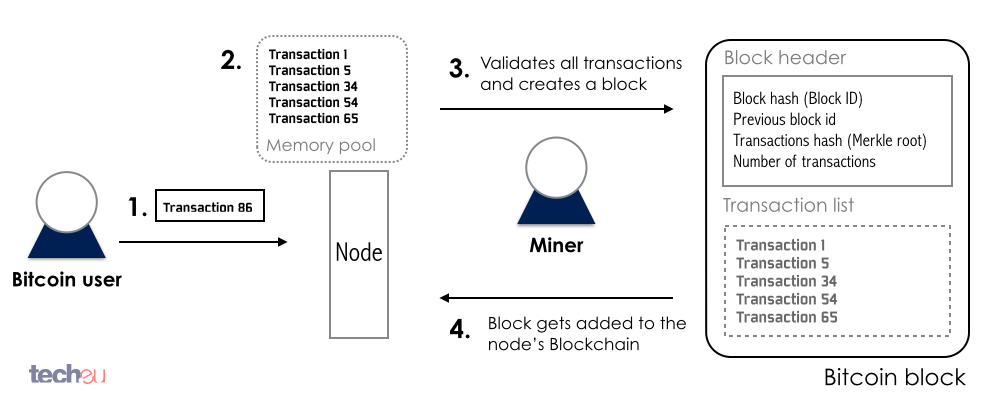 2.
Transaction 1
Transaction 5
Transaction 34
Transaction 54
Transaction 65
Memory pool
3. Validates all transactions
and creates a block
Block header
Block hash (Block ID)
Previous block id
Transactions hash (Merkle root)
Number of transactions
1. Transaction 86
Bitcoin user
Node
Miner
Transaction list
Transaction 1
Transaction 5
Transaction 34
Transaction 54
Transaction 65
4. Block gets added to the
node's Blockchain
Bitcoin block
techeu